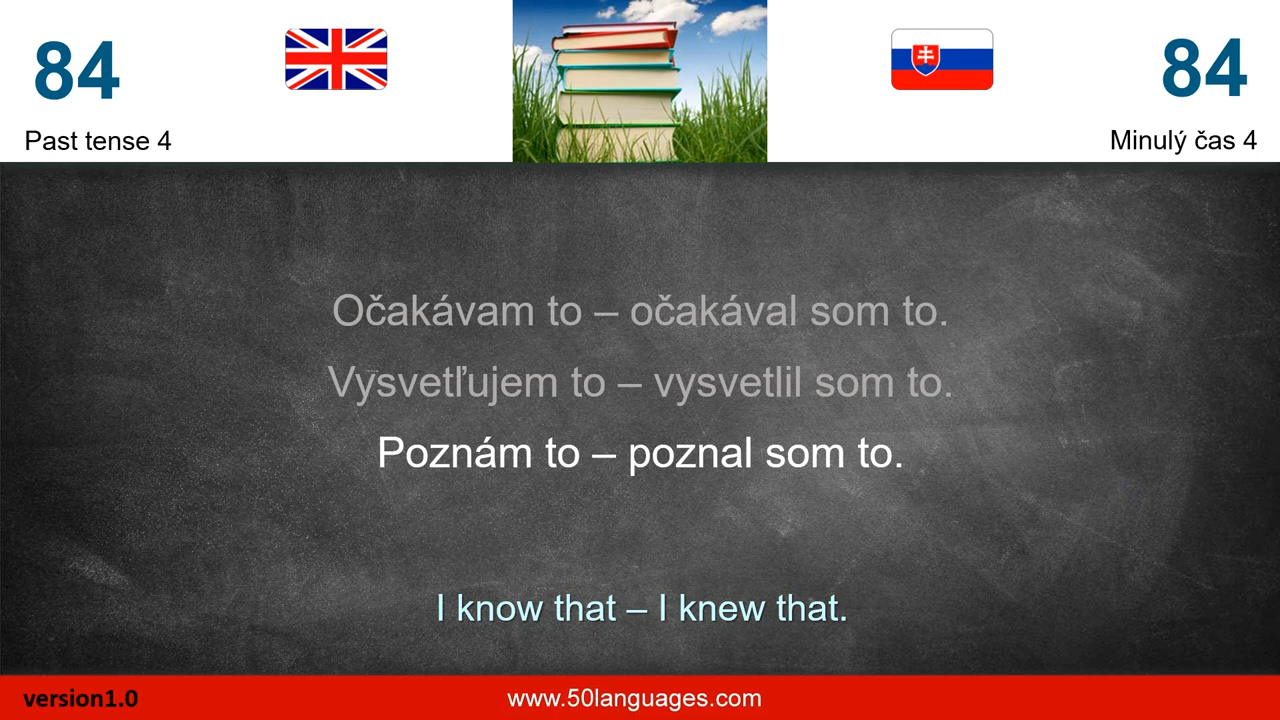 84
84
Past tense 4
Minulý čas 4
Očakávam to – očakával som to.
Vysvetľujem to – vysvetlil som to.
Poznám to – poznal som to.
I know that – I knew that.
version1.0
www.50languages.com